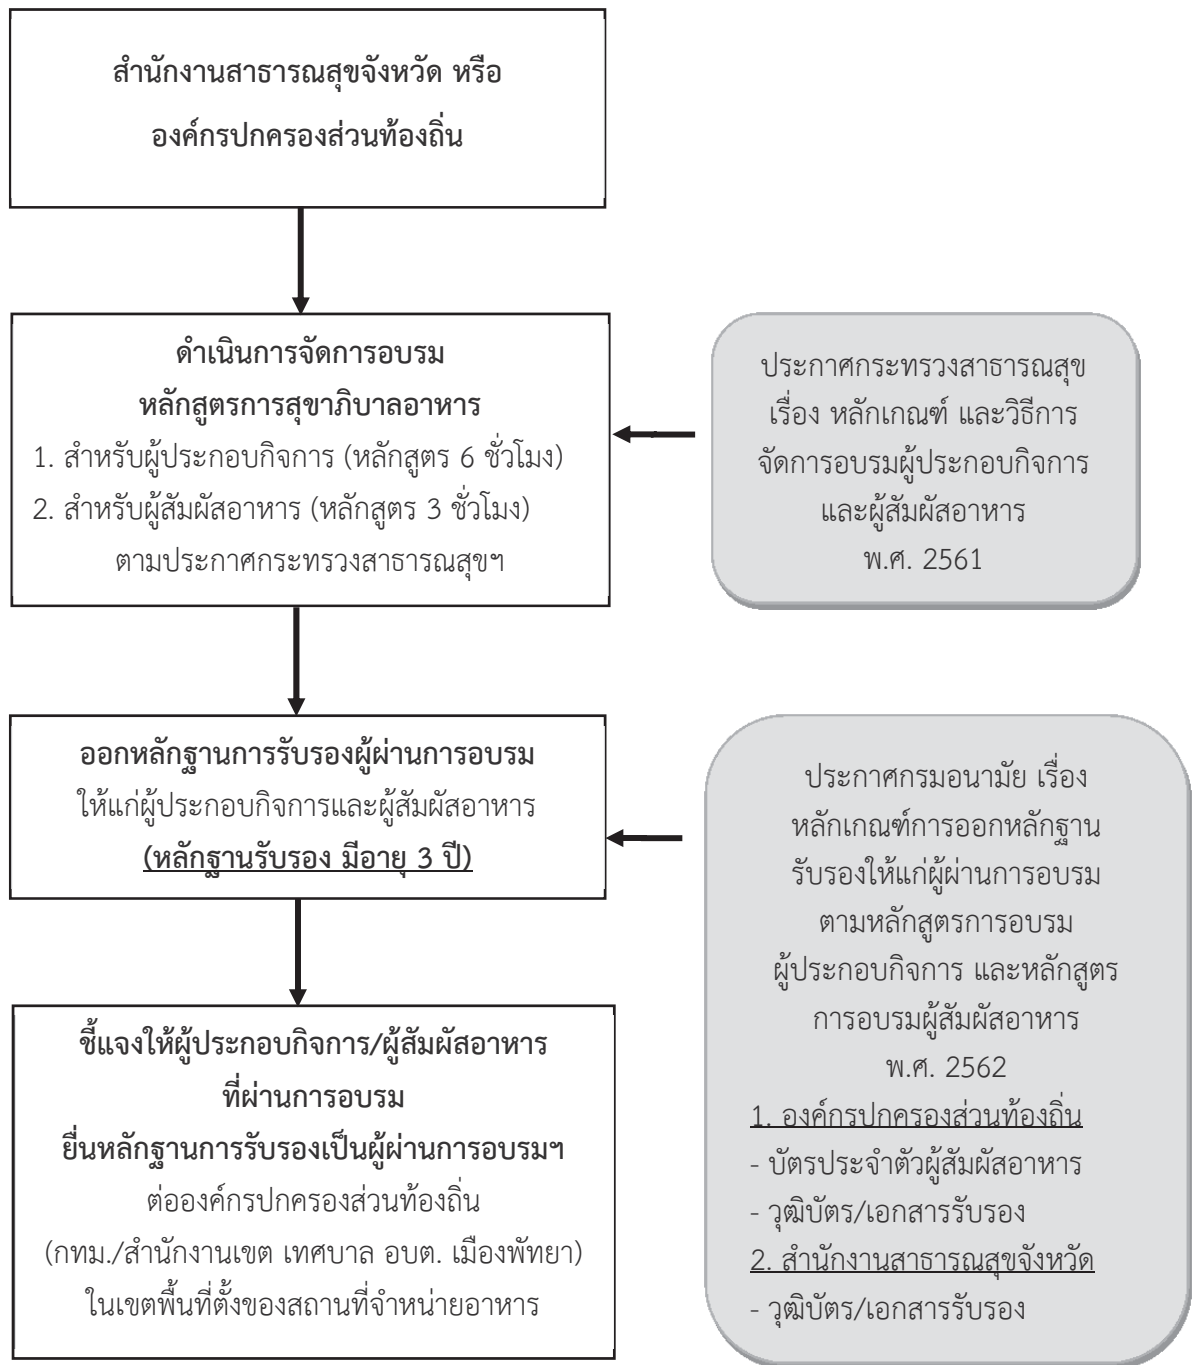 สำนักงานสาธารณสุขจังหวัด หรือ
องค์กรปกครองส่วนท้องถิ่น
ดำเนินการจัดการอบรม
หลักสูตรการสุขาภิบาลอาหาร
1. สำหรับผู้ประกอบกิจการ (หลักสูตร 6 ชั่วโมง)
2. สำหรับผู้สัมผัสอาหาร (หลักสูตร 3 ชั่วโมง)
ตามประกาศกระทรวงสาธารณสุขฯ
ประกาศกระทรวงสาธารณสุข
เรื่อง หลักเกณฑ์ และวิธีการ
จัดการอบรมผู้ประกอบกิจการ
และผู้สัมผัสอาหาร
พ.ศ. 2561
ออกหลักฐานการรับรองผู้ผ่านการอบรม
ให้แก่ผู้ประกอบกิจการและผู้สัมผัสอาหาร
(หลักฐานรับรอง มีอายุ 3 ปี)
ประกาศกรมอนามัย เรื่อง
หลักเกณฑ์การออกหลักฐาน
รับรองให้แก่ผู้ผ่านการอบรม
ตามหลักสูตรการอบรม
ผู้ประกอบกิจการ และหลักสูตร
การอบรมผู้สัมผัสอาหาร
พ.ศ. 2562
1. องค์กรปกครองส่วนท้องถิ่น
- บัตรประจำตัวผู้สัมผัสอาหาร
- วุฒิบัตร/เอกสารรับรอง
2. สำนักงานสาธารณสุขจังหวัด
- วุฒิบัตร/เอกสารรับรอง
ชี้แจงให้ผู้ประกอบกิจการ/ผู้สัมผัสอาหาร
ที่ผ่านการอบรม
ยื่นหลักฐานการรับรองเป็นผู้ผ่านการอบรมฯ
ต่อองค์กรปกครองส่วนท้องถิ่น
(กทม./สำนักงานเขต เทศบาล อบต. เมืองพัทยา)
ในเขตพื้นที่ตั้งของสถานที่จำหน่ายอาหาร